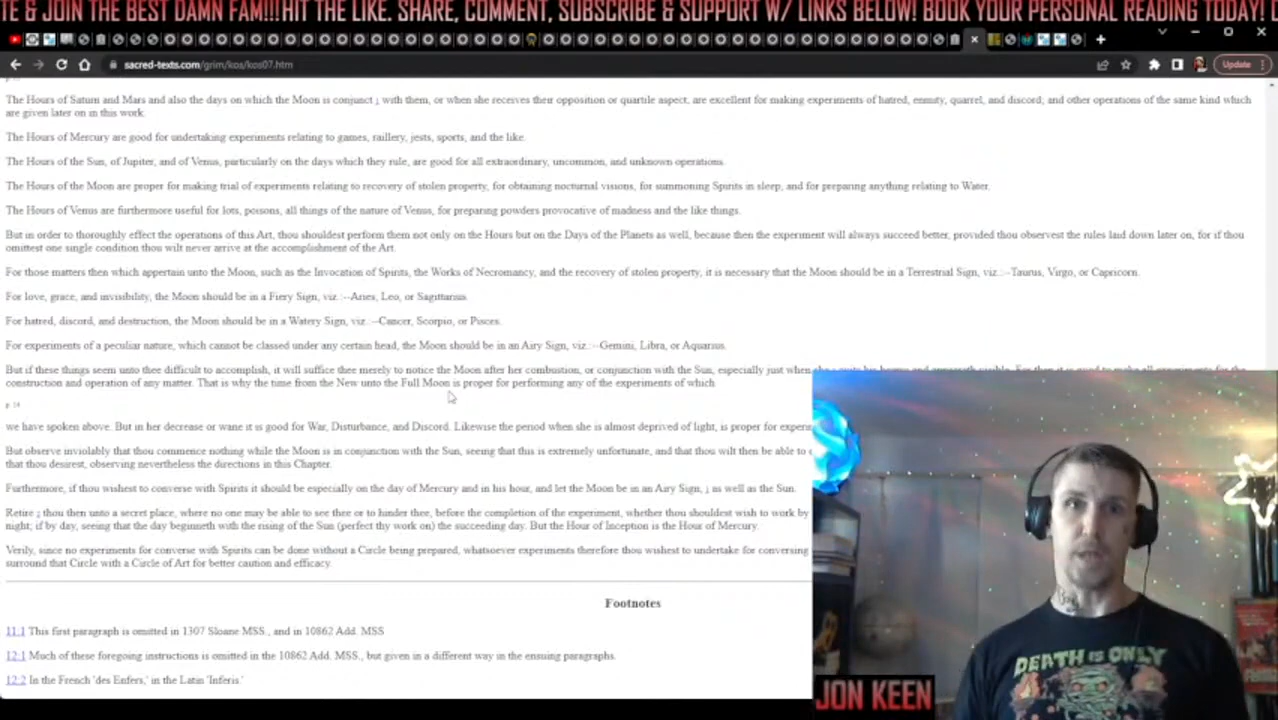 TE & JOIN THE BEST DAMN FAM!!! HIT THE LIKE. SHARE, COMMENT, SUBSCRIBE & SUPPORT W/ LINKS BELOW! BOOK YOUR PERSONAL READING TODAY!
sacred-texts.com/grim/kos/kos07.htm
Update
The Hours of Saturn and Mars and also the days on which the Moon is conjunct ¡ with them, or when she receives their opposition or quartile aspect, are excellent for making experiments of hatred, enmity, quarrel, and discord; and other operations of the same kind which
are given later on in this work.
The Hours of Mercury are good for undertaking experiments relating to games, raillery, jests, sports, and the like.
The Hours of the Sun, of Jupiter, and of Venus, particularly on the days which they rule, are good for all extraordinary, uncommon, and unknown operations.
The Hours of the Moon are proper for making trial of experiments relating to recovery of stolen property, for obtaining nocturnal visions, for summoning Spirits in sleep, and for preparing anything relating to Water.
The Hours of Venus are furthermore useful for lots, poisons, all things of the nature of Venus, for preparing powders provocative of madness and the like things.
But in order to thoroughly effect the operations of this Art, thou shouldest perform them not only on the Hours but on the Days of the Planets as well, because then the experiment will always succeed better, provided thou observest the rules laid down later on, for if thou
omittest one single condition thou wilt never arrive at the accomplishment of the Art.
For those matters then which appertain unto the Moon, such as the Invocation of Spirits, the Works of Necromancy, and the recovery of stolen property, it is necessary that the Moon should be in a Terrestrial Sign, viz.:--Taurus, Virgo, or Capricorn.
For love, grace, and invisibility, the Moon should be in a Fiery Sign, viz.:--Aries, Leo, or Sagittarius.
For hatred, discord, and destruction, the Moon should be in a Watery Sign, viz.:--Cancer, Scorpio, or Pisces.
For experiments of a peculiar nature, which cannot be classed under any certain head, the Moon should be in an Airy Sign, viz.:--Gemini, Libra, or Aquarius.
But if these things seem unto thee difficult to accomplish, it will suffice thee merely to notice the Moon after her combustion, or conjunction with the Sun, especially just when she
construction and operation of any matter. That is why the time from the New unto the Full Moon is proper for performing any of the experiments of which
p. 14
we have spoken above. But in her decrease or wane it is good for War, Disturbance, and Discord. Likewise the period when she is almost deprived of light, is proper for
But observe inviolably that thou commence nothing while the Moon is in conjunction with the Sun, seeing that this is extremely unfortunate, and that thou wilt then be able to
that thou desirest, observing nevertheless the directions in this Chapter.
Furthermore, if thou wishest to converse with Spirits it should be especially on the day of Mercury and in his hour, and let the Moon be in an Airy Sign, ¡ as well as the Sun.
Retire ¡ thou then unto a secret place, where no one may be able to see thee or to hinder thee, before the completion of the experiment, whether thou shouldest wish to work by
night; if by day, seeing that the day beginneth with the rising of the Sun (perfect thy work on) the succeeding day. But the Hour of Inception is the Hour of Mercury.
Verily, since no experiments for converse with Spirits can be done without a Circle being prepared, whatsoever experiments therefore thou wishest to undertake for conversing
surround that Circle with a Circle of Art for better caution and efficacy.
Footnotes
11:1 This first paragraph is omitted in 1307 Sloane MSS., and in 10862 Add. MSS
12:1 Much of these foregoing instructions is omitted in the 10862 Add. MSS., but given in a different way in the ensuing paragraphs.
12:2 In the French 'des Enfers,' in the Latin 'Inferis.'
DEATH IS ONLY
JON KEEN